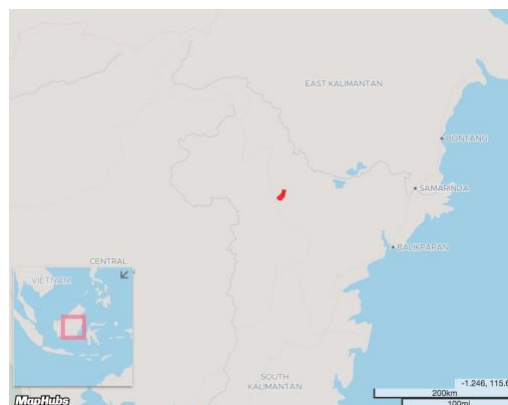 EAST KALIMANTAN
BONTANG
SAMARINDA
BALIKPAPAN
CENTRAL
VIETNAM
SOUTH
KALIMANTAN
-1.246, 115.6
200km
100mi
MapHubs